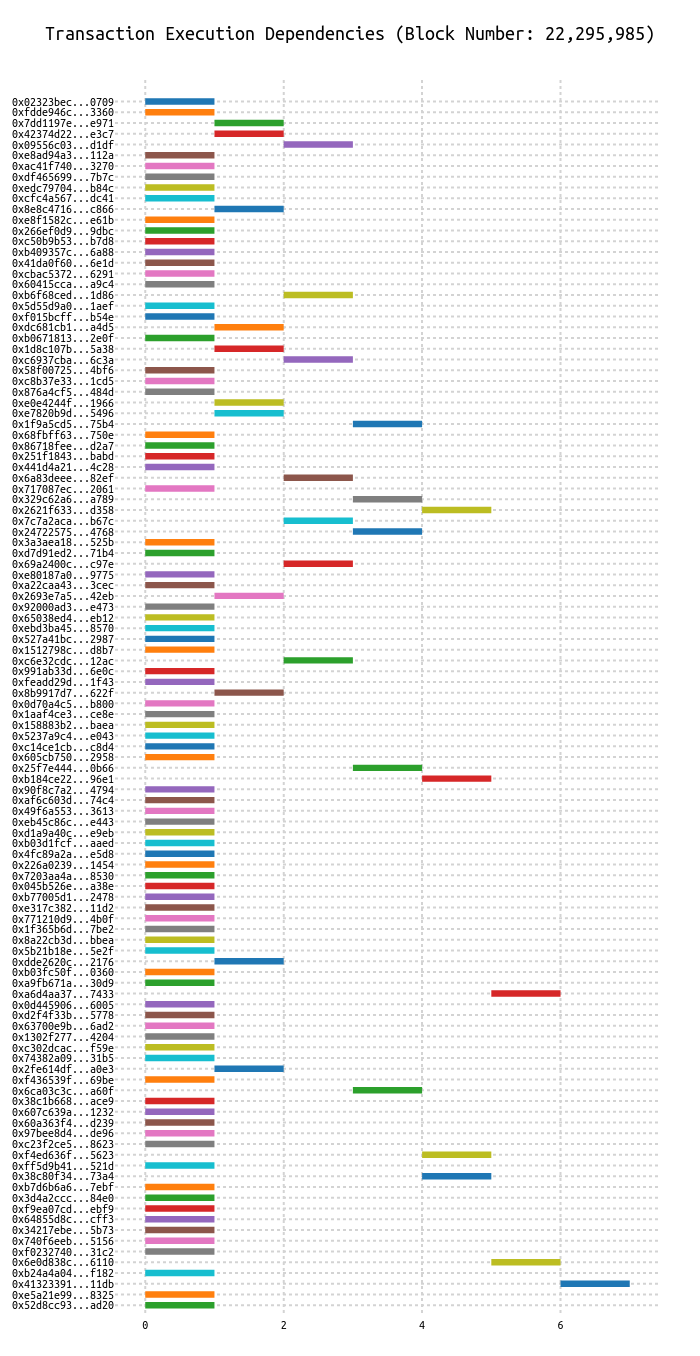 Transaction Execution Dependencies (Block Number: 22,295,985)
0x02323bec...0709
0xfdde946c...3360
0x7dd1197e...e971
0x42374d22...e3c7
0x09556c03...d1df
0xe8ad94a3...112a
0xac41f740...3270
0xdf465699...7b7c
0xedc79704...b84c
0xcfc4a567...dc41
0x8e8c4716...c866
0xe8f1582c...e61b
0x266ef0d9...9dbc
0xc50b9b53...b7d8
0xb409357c...6a88
0x41da0f60...6e1d
0xcbac5372...6291
0x60415cca...a9c4
0xb6f68ced...1d86
0x5d55d9a0...1aef
0xf015bcff...b54e
0xdc681cb1...a4d5
0xb0671813...2e0f
0x1d8c107b...5a38
0xc6937cba...6c3a
0x58f00725...4bf6
0xc8b37e33...1cd5
0x876a4cf5...484d
0xe0e4244f...1966
0xe7820b9d...5496
0x1f9a5cd5...75b4
0x68fbff63...750e
0x86718fee...d2a7
0x251f1843...babd
0x441d4a21...4c28
0x6a83deee...82ef
0x717087ec...2061
0x329c62a6...a789
0x2621f633...d358
0x7c7a2aca...b67c
0x24722575...4768
0x3a3aea18...525b
0xd7d91ed2...71b4
0x69a2400c...c97e
0xe80187a0...9775
0xa22caa43...3cec
0x2693e7a5...42eb
0x92000ad3...e473
0x65038ed4...eb12
0xebd3ba45...8570
0x527a41bc...2987
0x1512798c...d8b7
0xc6e32cdc...12ac
0x991ab33d...6e0c
0xfeadd29d...1f43
0x8b9917d7...622f
0x0d70a4c5...b800
0x1aaf4ce3...ce8e
0x158883b2...baea
0x5237a9c4...e043
0xc14ce1cb...c8d4
0x605cb750...2958
0x25f7e444...0b66
0xb184ce22...96e1
0x90f8c7a2...4794
0xaf6c603d...74c4
0x49f6a553...3613
0xeb45c86c...e443
0xd1a9a40c...e9eb
0xb03d1fcf...aaed
0x4fc89a2a...e5d8
0x226a0239...1454
0x7203aa4a...8530
0x045b526e...a38e
0xb77005d1...2478
0xe317c382...11d2
0x771210d9...4b0f
0x1f365b6d...7be2
0x8a22cb3d...bbea
0x5b21b18e...5e2f
0xdde2620c...2176
0xb03fc50f...0360
0xa9fb671a...30d9
0xa6d4aa37...7433
0x0d445906...6005
0xd2f4f33b...5778
0x63700e9b...6ad2
0x1302f277...4204
0xc302dcac...f59e
0x74382a09...31b5
0x2fe614df...a0e3
0xf436539f...69be
0x6ca03c3c...a60f
0x38c1b668...ace9
0x607c639a...1232
0x60a363f4...d239
0x97bee8d4...de96
0xc23f2ce5...8623
0xf4ed636f...5623
0xff5d9b41...521d
0x38c80f34...73a4
0xb7d6b6a6...7ebf
0x3d4a2ccc...84e0
0xf9ea07cd...ebf9
0x64855d8c...cff3
0x34217ebe...5b73
0x740f6eeb...5156
0xf0232740...31c2
0x6e0d838c...6110
0xb24a4a04...f182
0x41323391...11db
0xe5a21e99...8325
0x52d8cc93...ad20
0 2 4 6